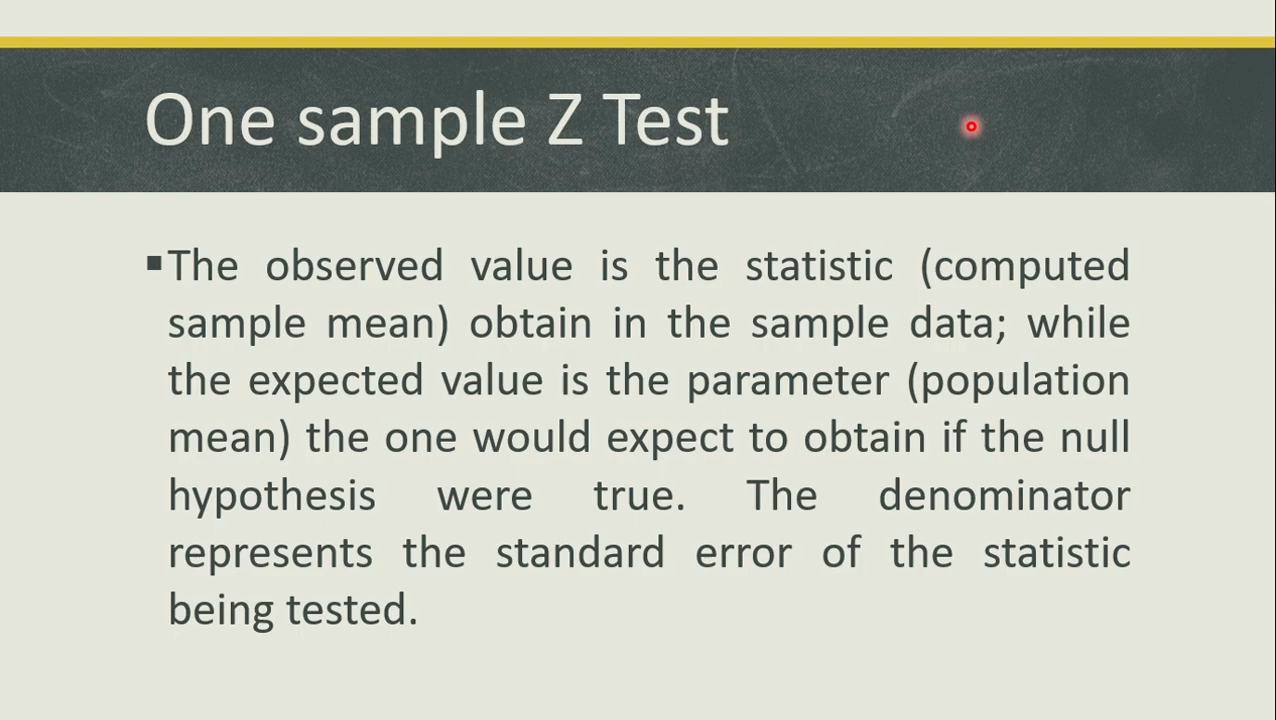 One sample Z Test
▪The observed value is the statistic (computed
sample mean) obtain in the sample data; while
the expected value is the parameter (population
mean) the one would expect to obtain if the null
hypothesis were true. The denominator
represents the standard error of the statistic
being tested.